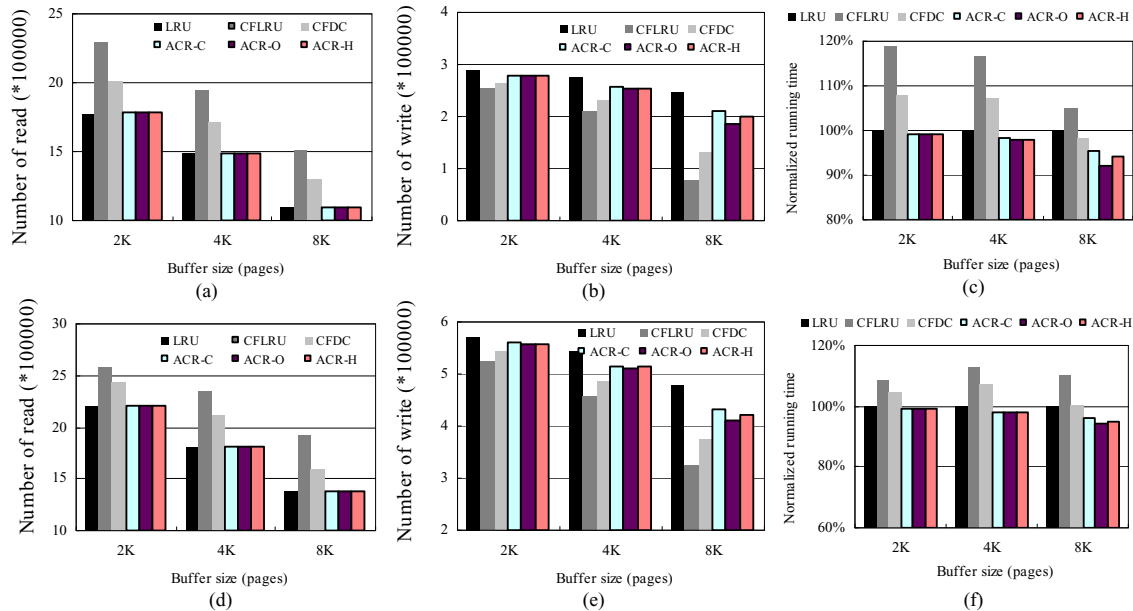 25
20
15
10
Number of read (*1000000)
LRU CFLRU CFDC
ACR-C ACR-O ACR-H
2K 4K 8K
Buffer size (pages)
(a)
4
3
2
1
0
Number of write (*100000)
LRU CFLRU CFDC
ACR-C ACR-O ACR-H
2K 4K 8K
Buffer size (pages)
(b)
LRU CFLRU CFDC ACR-C ACR-O ACR-H
120%
110%
100%
90%
80%
Normalized running time
2K 4K 8K
Buffer size (pages)
(c)
30
25
20
15
10
Number of read (*100000)
LRU CFLRU CFDC
ACR-C ACR-O ACR-H
2K 4K 8K
Buffer size (pages)
(d)
6
5
4
3
2
Number of write (*100000)
LRU CFLRU CFDC
ACR-C ACR-O ACR-H
2K 4K 8K
Buffer size (pages)
(e)
LRU CFLRU CFDC ACR-C ACR-O ACR-H
120%
100%
80%
60%
Normalized running time
2K 4K 8K
Buffer size (pages)
(f)